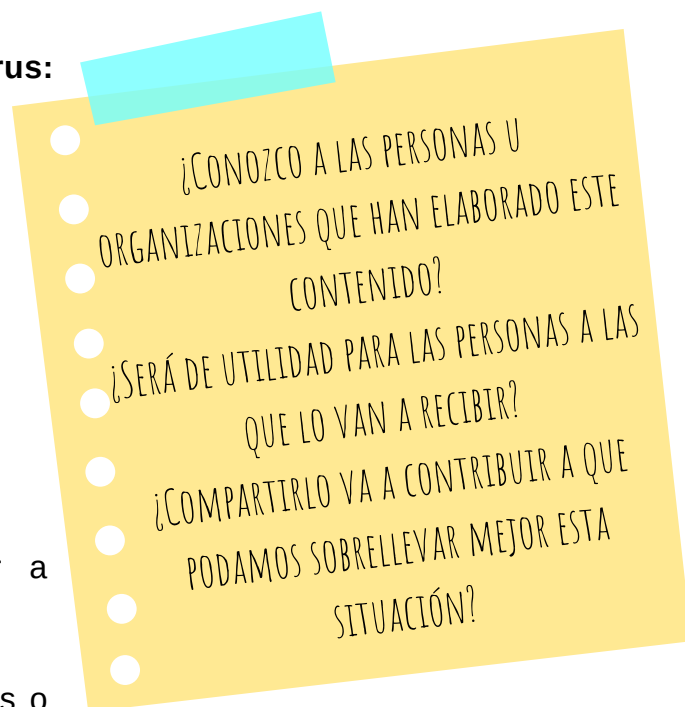 rus:
¿Conozco a las personas u
organizaciones que han elaborado este
contenido?
¿Será de utilidad para las personas a las
que lo van a recibir?
¿Compartirlo va a contribuir a que
podamos sobrellevar mejor esta
situación?
a
s o